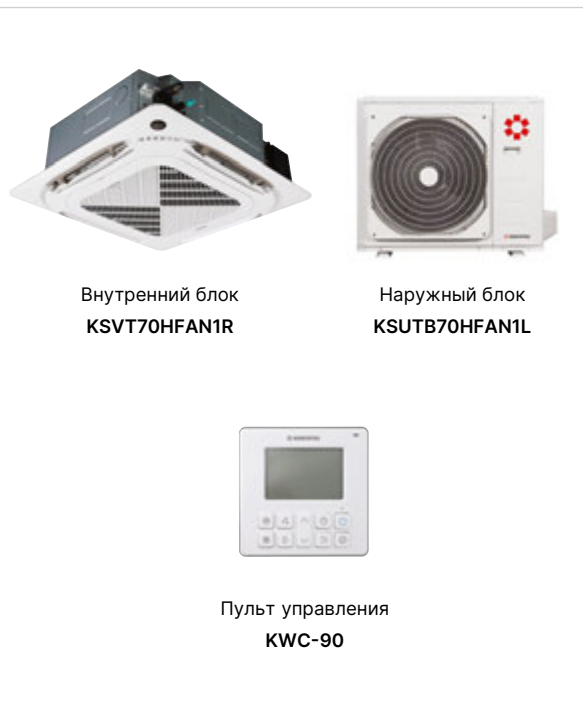 Внутренний блок
KSVT70HFAN1R
Наружный блок
KSUTB70HFAN1L
Пульт управления
KWC-90